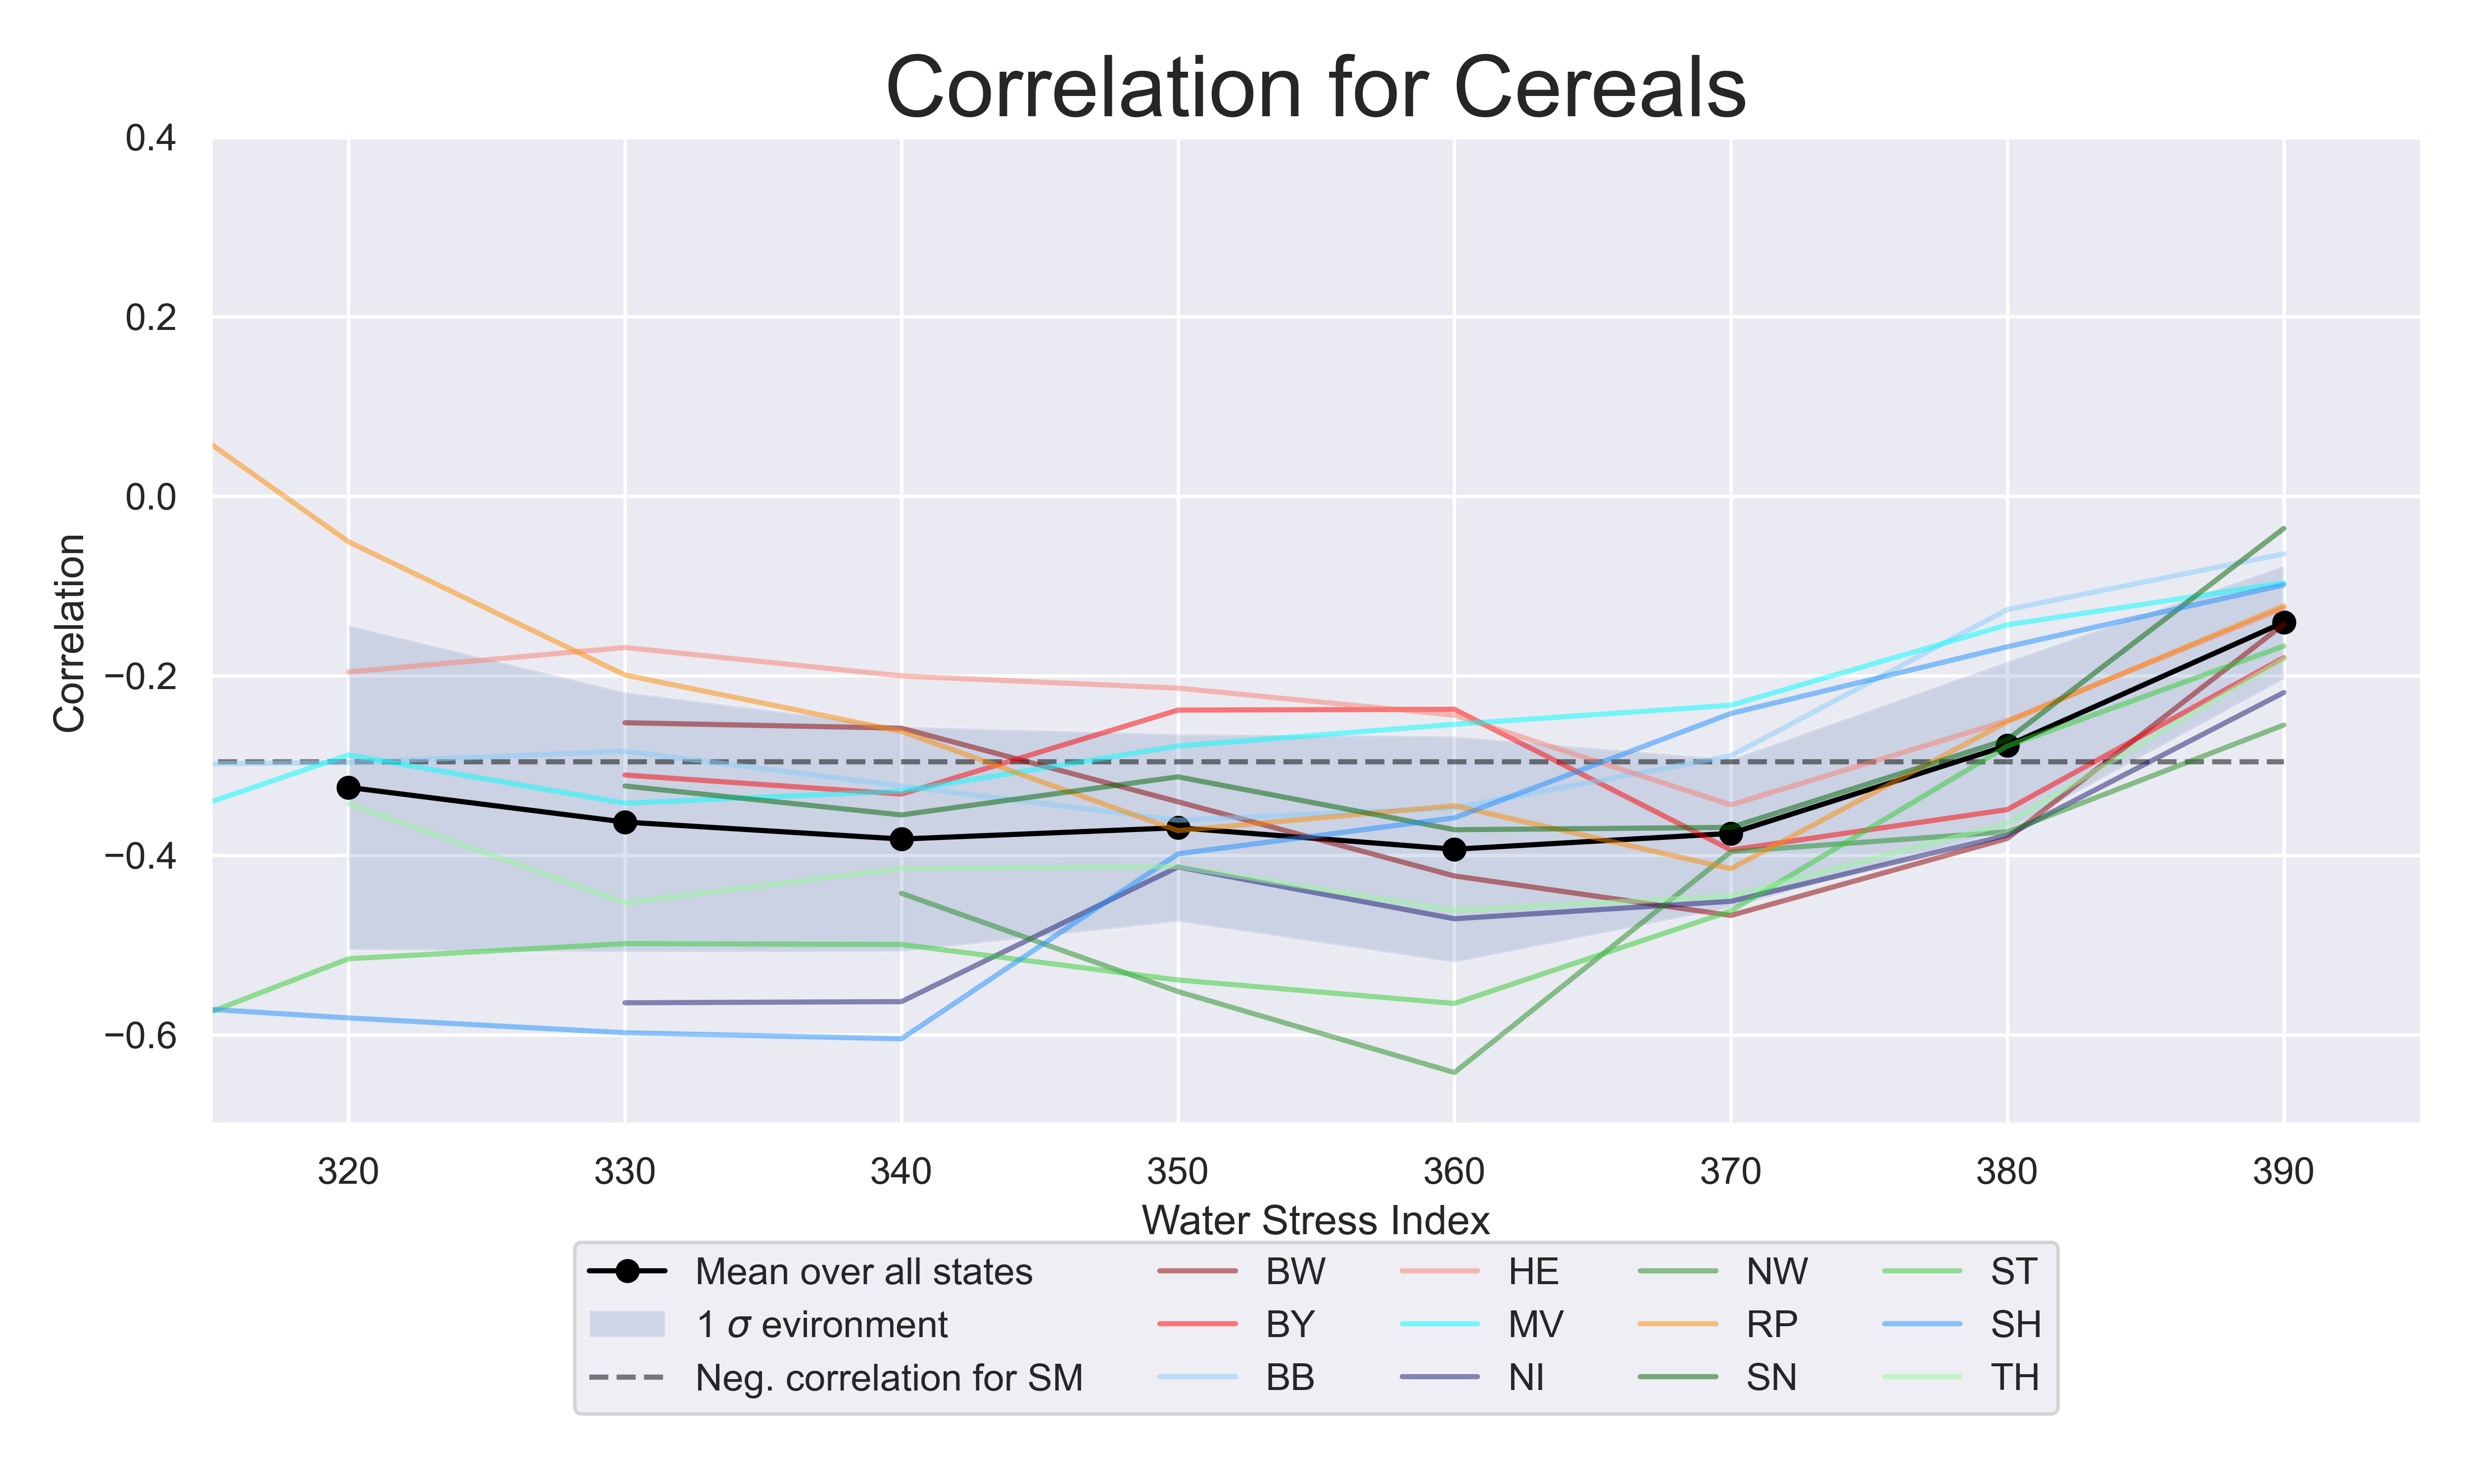 Correlation for Cereals
0.4
0.2
0.0
−0.2
−0.4
−0.6
Correlation
320 330 340 350 360 370 380 390
Water Stress Index
Mean over all states BW HE NW ST
1 σ evironment BY MV RP SH
Neg. correlation for SM BB NI SN TH